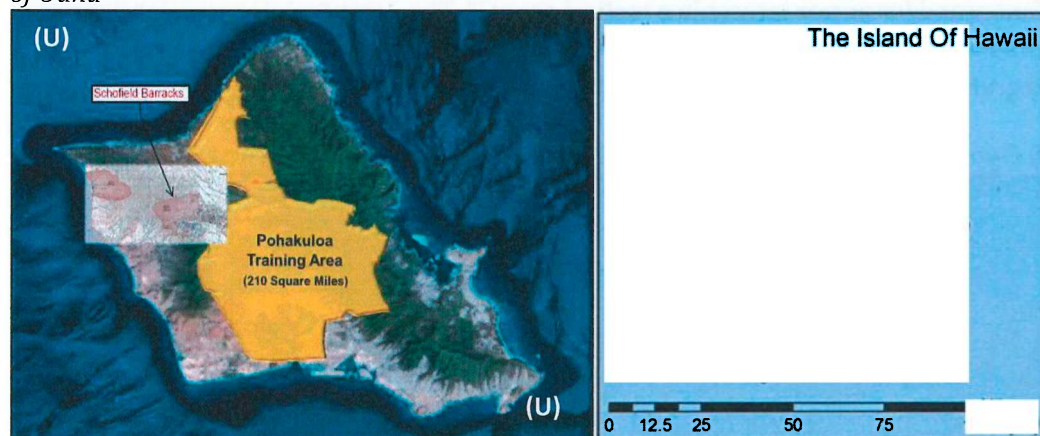 of Oahu
(U)
Schofield Barracks
Pohakuloa
Training Area
(210 Square Miles)
(U)
The Island Of Hawaii
0 12.5 25 50 75